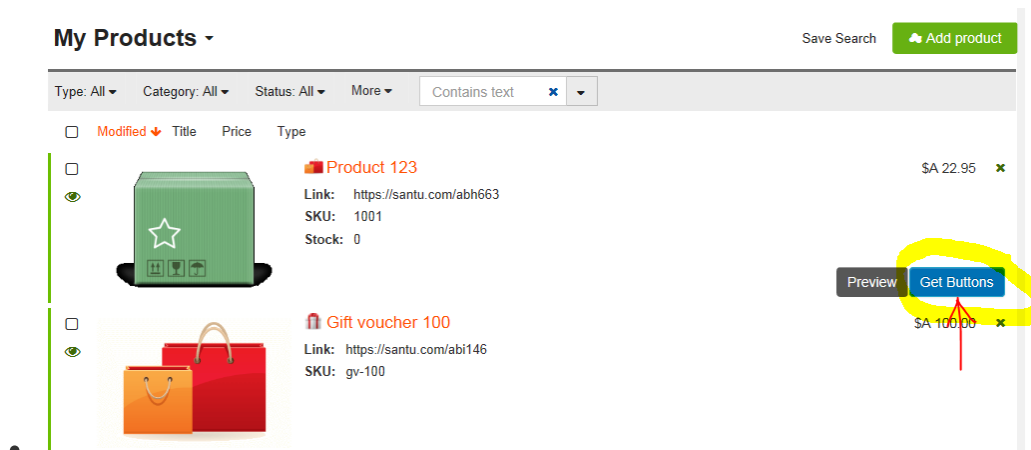 My Products
Save Search
Add product
Type: All
Category: All
Status: All
More
Contains text
Modified
Title
Price
Type
Product 123
$A 22.95
Link: https://santu.com/abh663
SKU: 1001
Stock: 0
Preview
Get Buttons
Gift voucher 100
$A 100.00
Link: https://santu.com/abi146
SKU: gv-100